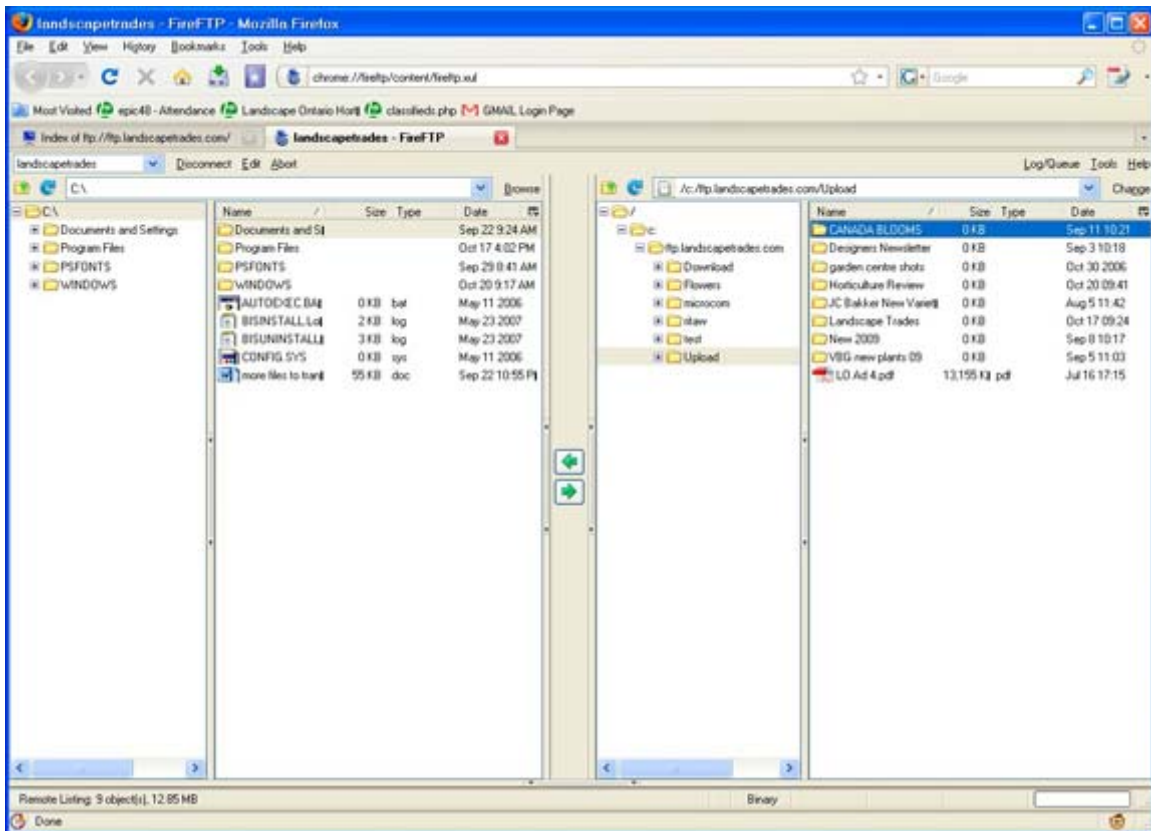 landscapetrades - FireFTP - Mozilla Firefox
File Edit View History Bookmarks Tools Help
chrome://fireftp/content/fireftp.xul Google
Most Visited epic48 - Attendance Landscape Ontario Horti classifieds.php GMAIL Login Page
Index of ftp://ftp.landscapetrades.com/ landscapetrades - FireFTP
landscapetrades Disconnect Edit Abort Log/Queue Tools Help
C:\ Browse /c:/ftp.landscapetrades.com/Upload Change
C:\
Documents and Settings
Program Files
PSFONTS
WINDOWS
Name Size Type Date
Documents and S Sep 22 9:24 AM
Program Files Oct 17 4:02 PM
PSFONTS Sep 29 8:41 AM
WINDOWS Oct 20 9:17 AM
AUTOEXEC.BA 0 KB bat May 11 2006
BISINSTALL.Lo 2 KB log May 23 2007
BISUNINSTALL 3 KB log May 23 2007
CONFIG.SYS 0 KB sys May 11 2006
more files to tran 55 KB doc Sep 22 10:55 P
/
c:
ftp.landscapetrades.com
Download
Flowers
microcom
test
Upload
Name Size Type Date
CANADA BLOOMS 0 KB Sep 11 10:21
Designers Newsletter 0 KB Sep 3 10:18
garden centre shots 0 KB Oct 30 2006
Horticulture Review 0 KB Oct 20 09:41
JC Bakker New Variet 0 KB Aug 5 11:42
Landscape Trades 0 KB Oct 17 09:24
New 2009 0 KB Sep 8 10:17
VBG new plants 09 0 KB Sep 5 11:03
LO Ad 4.pdf 13,155 K pdf Jul 16 17:15
Remote Listing: 9 object(s), 12.85 MB Binary
Done